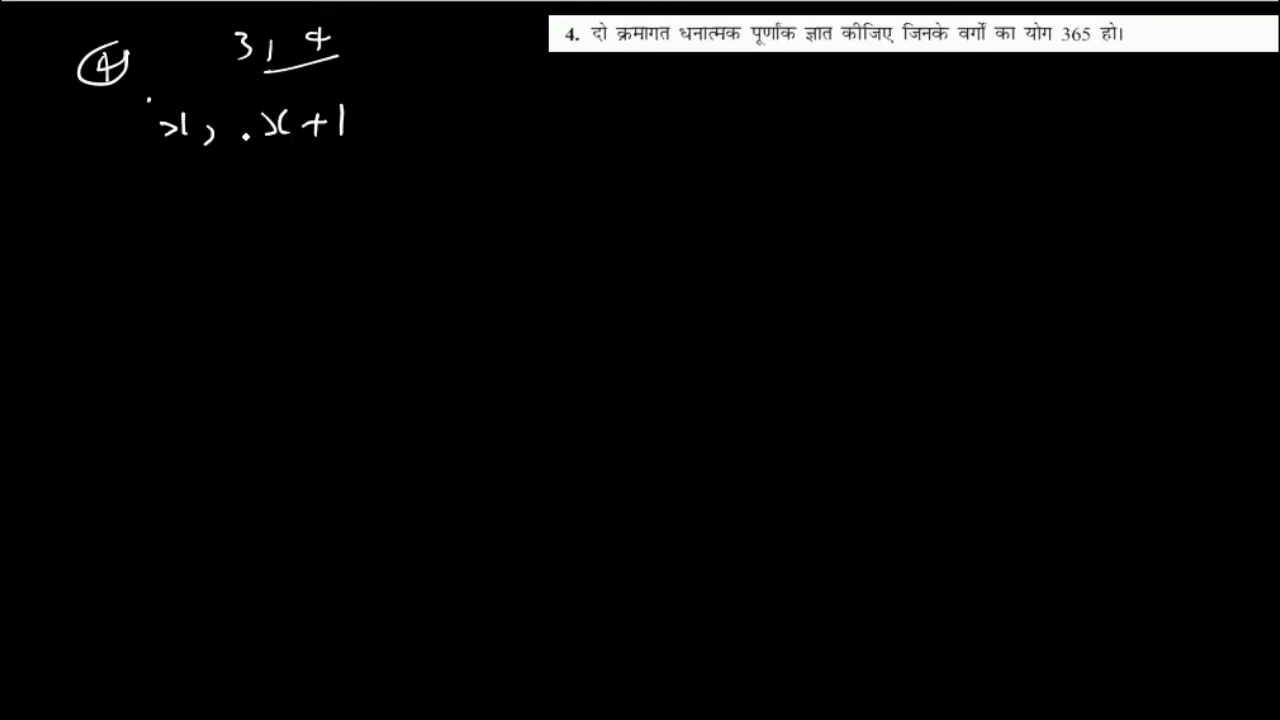 4. दो क्रमागत धनात्मक पूर्णांक ज्ञात कीजिए जिनके वर्गों का योग 365 हो।
3, 4
4
x, x+1